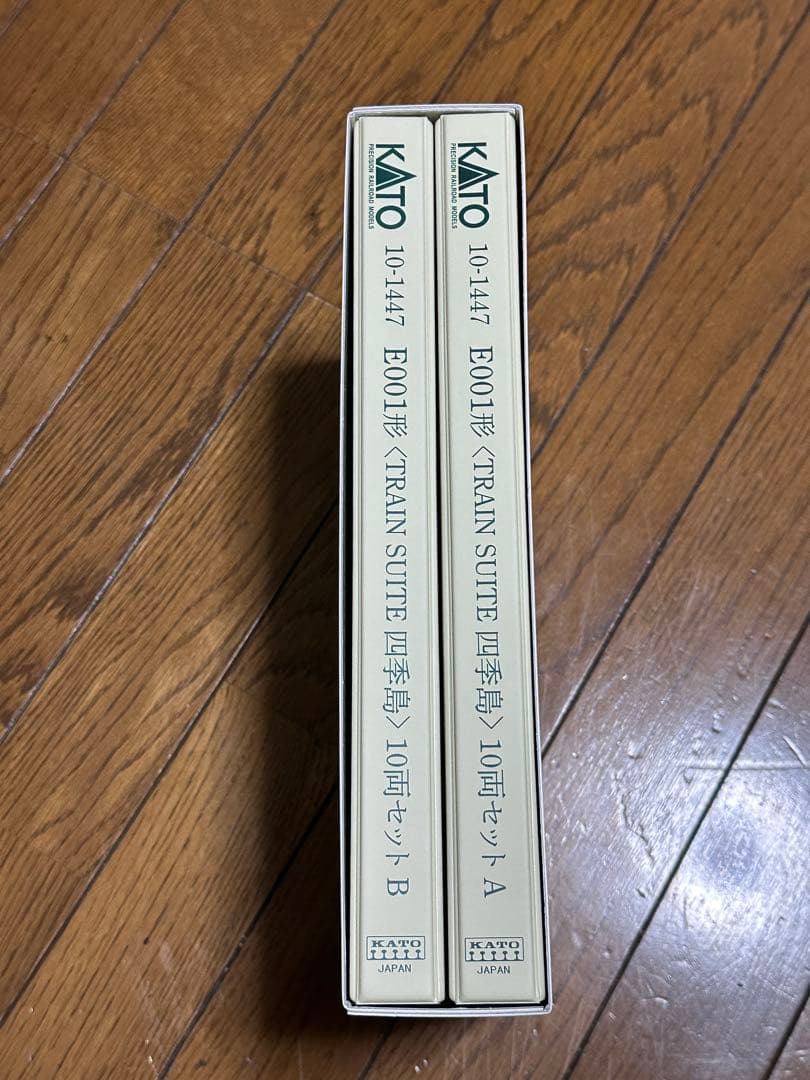 KATO
PRECISION RAILROAD MODELS
10-1447 E001形〈TRAIN SUITE 四季島〉10両セット A
KATO
JAPAN
KATO
PRECISION RAILROAD MODELS
10-1447 E001形〈TRAIN SUITE 四季島〉10両セット B
KATO
JAPAN